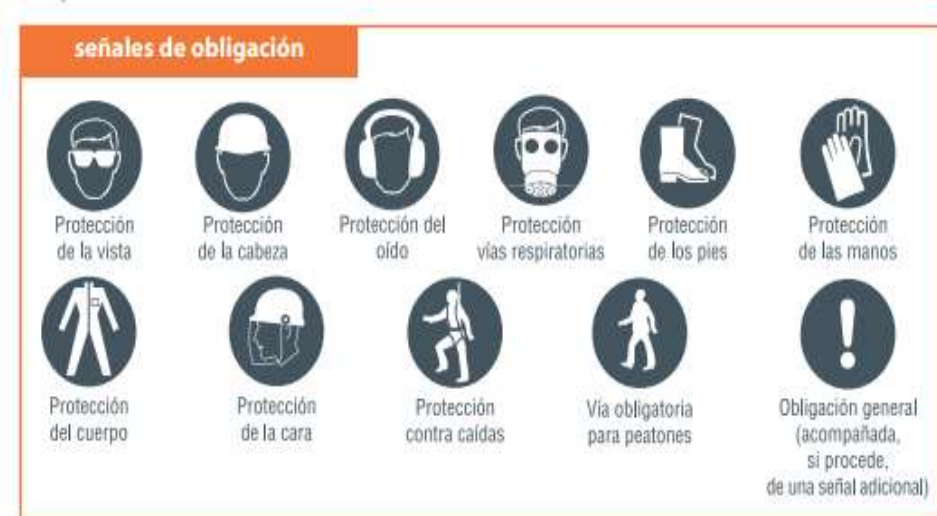 señales de obligación
Protección
de la vista
Protección
de la cabeza
Protección del
oído
Protección
vías respiratorias
Protección
de los pies
Protección
de las manos
Protección
del cuerpo
Protección
de la cara
Protección
contra caídas
Vía obligatoria
para peatones
Obligación general
(acompañada,
si procede,
de una señal adicional)